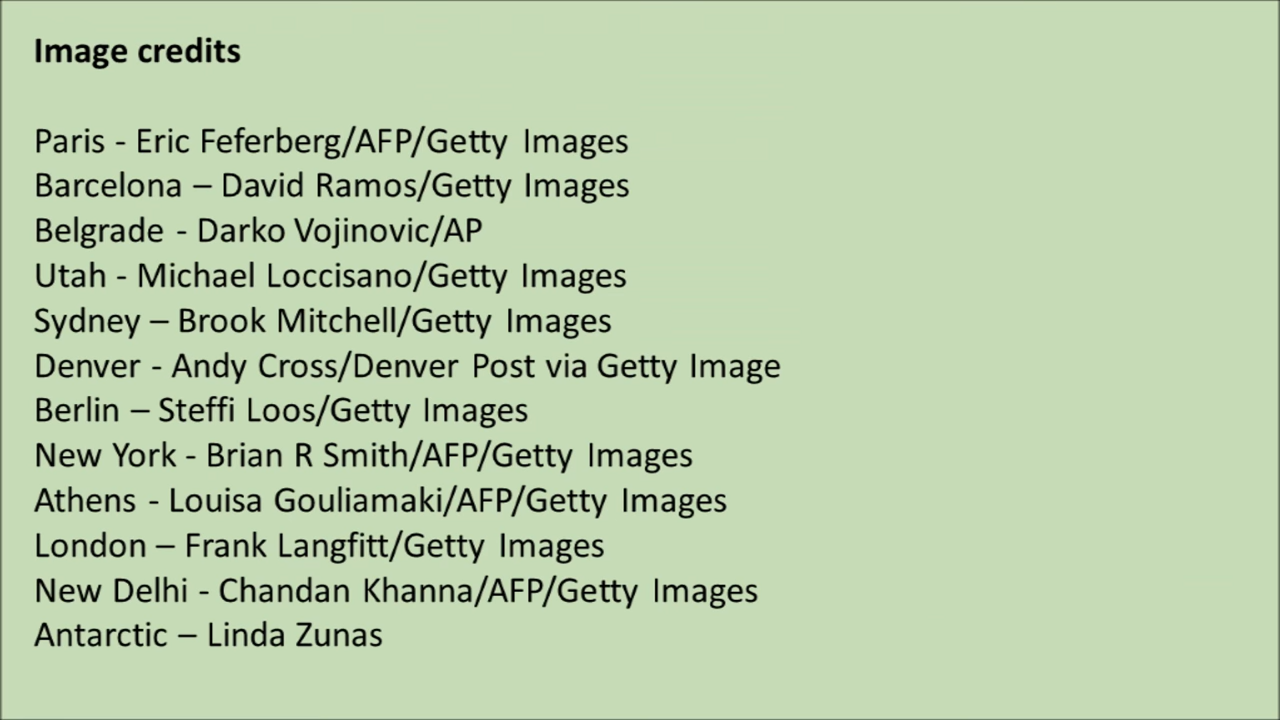 Image credits
Paris - Eric Feferberg/AFP/Getty Images
Barcelona – David Ramos/Getty Images
Belgrade - Darko Vojinovic/AP
Utah - Michael Loccisano/Getty Images
Sydney – Brook Mitchell/Getty Images
Denver - Andy Cross/Denver Post via Getty Image
Berlin – Steffi Loos/Getty Images
New York - Brian R Smith/AFP/Getty Images
Athens - Louisa Gouliamaki/AFP/Getty Images
London – Frank Langfitt/Getty Images
New Delhi - Chandan Khanna/AFP/Getty Images
Antarctic – Linda Zunas